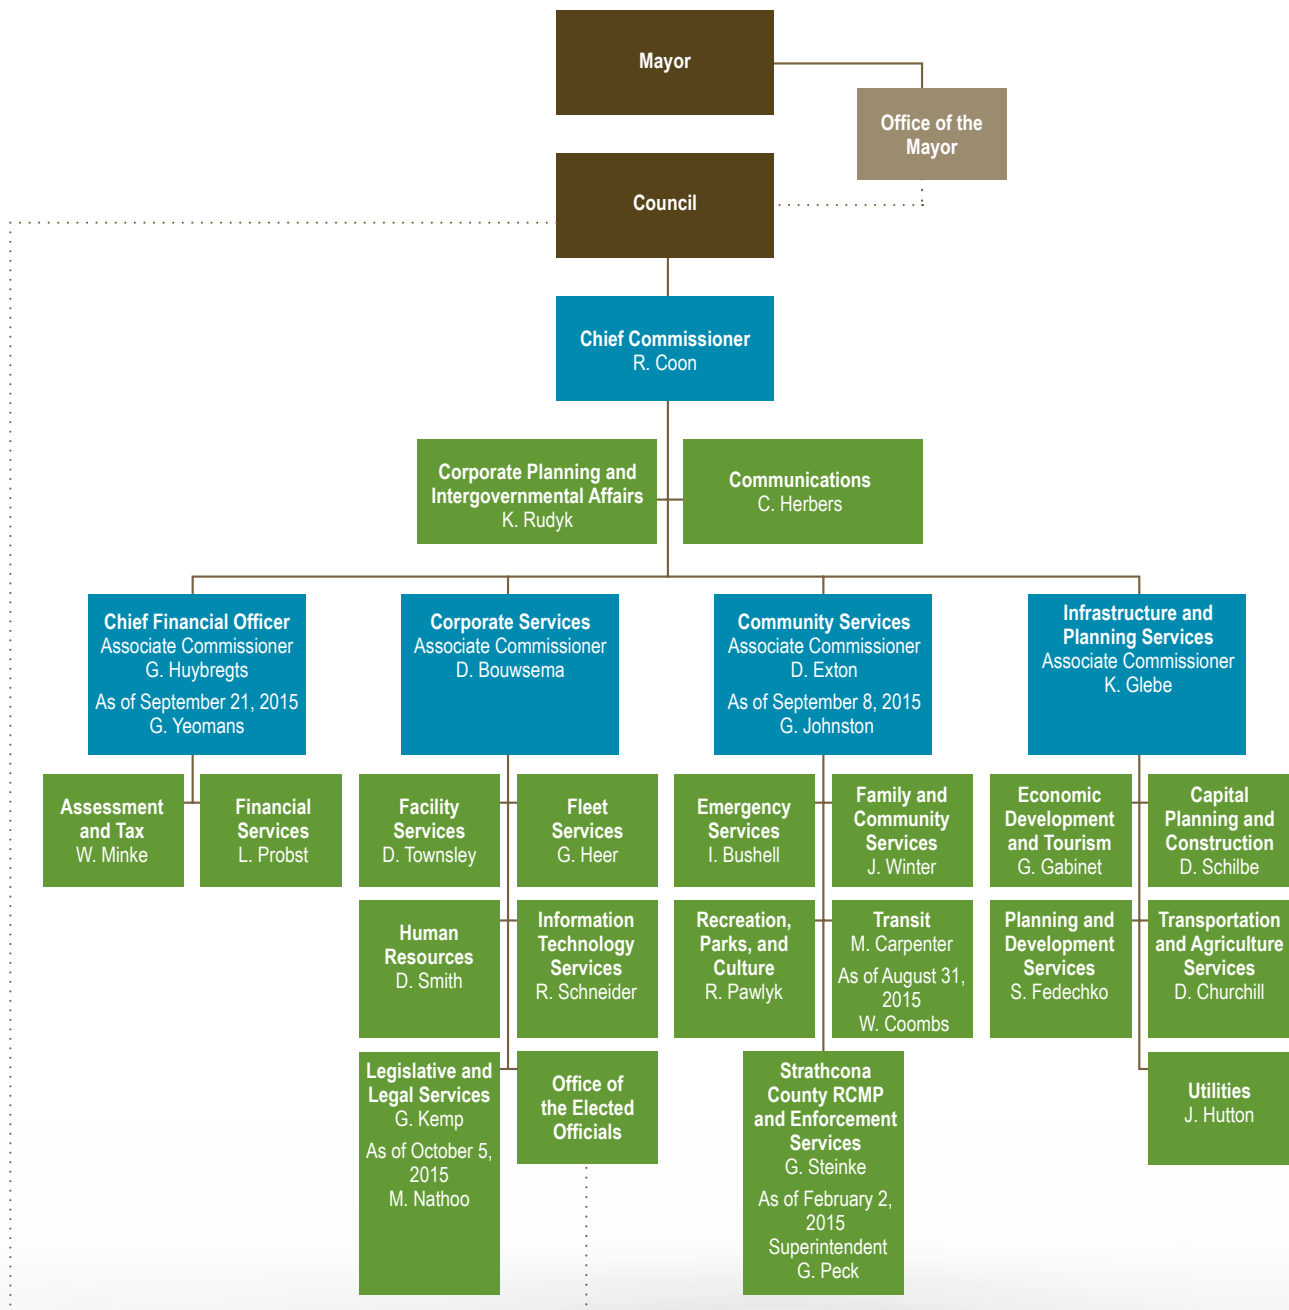 Mayor
Office of the
Mayor
Council
Chief Commissioner
R. Coon
Corporate Planning and
Intergovernmental Affairs
K. Rudyk
Communications
C. Herbers
Chief Financial Officer
Associate Commissioner
G. Huybregts
As of September 21, 2015
G. Yeomans
Corporate Services
Associate Commissioner
D. Bouwsema
Community Services
Associate Commissioner
D. Exton
As of September 8, 2015
G. Johnston
Infrastructure and
Planning Services
Associate Commissioner
K. Glebe
Assessment
and Tax
W. Minke
Financial
Services
L. Probst
Facility
Services
D. Townsley
Fleet
Services
G. Heer
Emergency
Services
I. Bushell
Family and
Community
Services
J. Winter
Economic
Development
and Tourism
G. Gabinet
Capital
Planning and
Construction
D. Schilbe
Human
Resources
D. Smith
Information
Technology
Services
R. Schneider
Recreation,
Parks, and
Culture
R. Pawlyk
Transit
M. Carpenter
As of August 31,
2015
W. Coombs
Planning and
Development
Services
S. Fedechko
Transportation
and Agriculture
Services
D. Churchill
Legislative and
Legal Services
G. Kemp
As of October 5,
2015
M. Nathoo
Office of
the Elected
Officials
Strathcona
County RCMP
and Enforcement
Services
G. Steinke
As of February 2,
2015
Superintendent
G. Peck
Utilities
J. Hutton